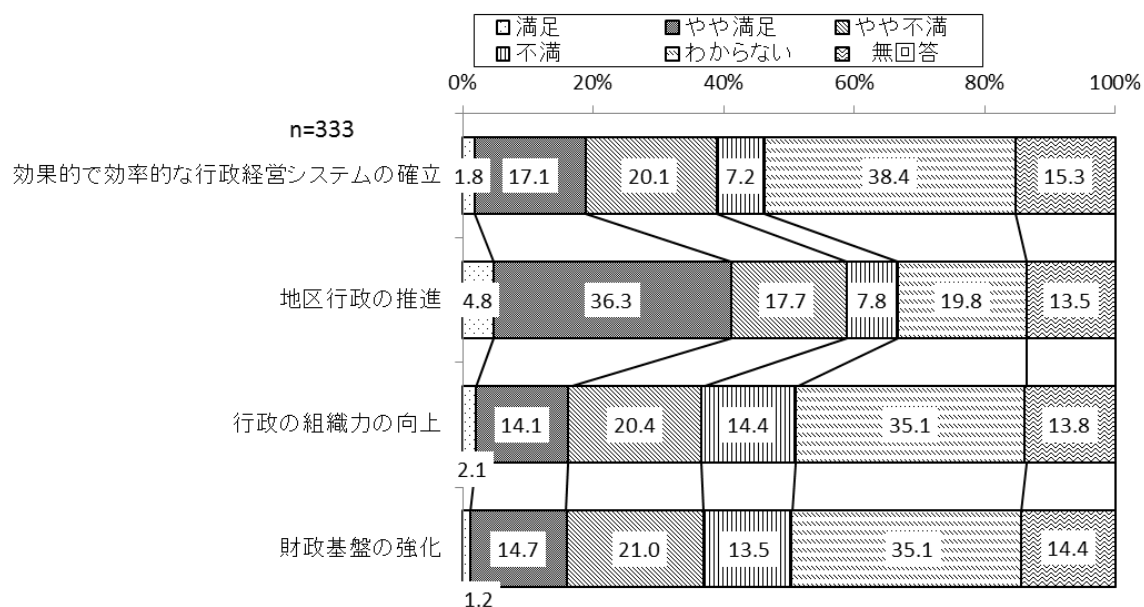 満足 やや満足 やや不満
不満 わからない 無回答
0% 20% 40% 60% 80% 100%
n=333
効果的で効率的な行政経営システムの確立 1.8 17.1 20.1 7.2 38.4 15.3
地区行政の推進 4.8 36.3 17.7 7.8 19.8 13.5
行政の組織力の向上 14.1 20.4 14.4 35.1 13.8
2.1
財政基盤の強化 14.7 21.0 13.5 35.1 14.4
1.2